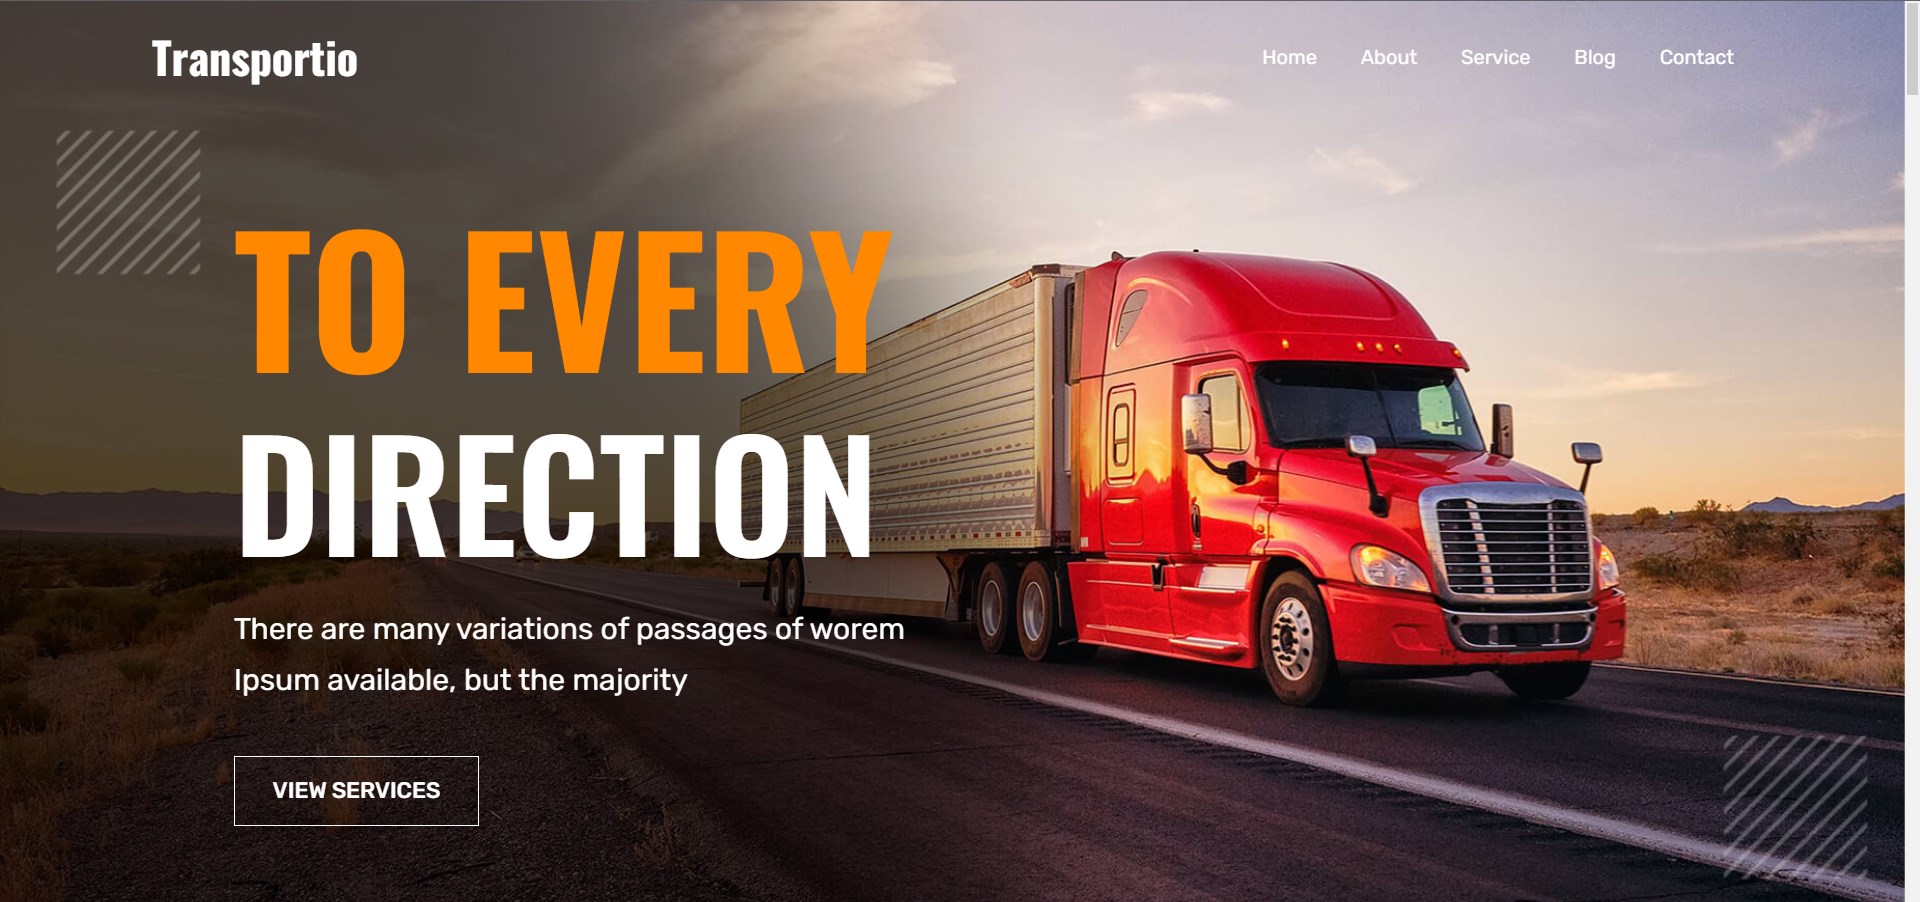 Transportio
Home About Service Blog Contact
TO EVERY
DIRECTION
There are many variations of passages of worem
Ipsum available, but the majority
VIEW SERVICES